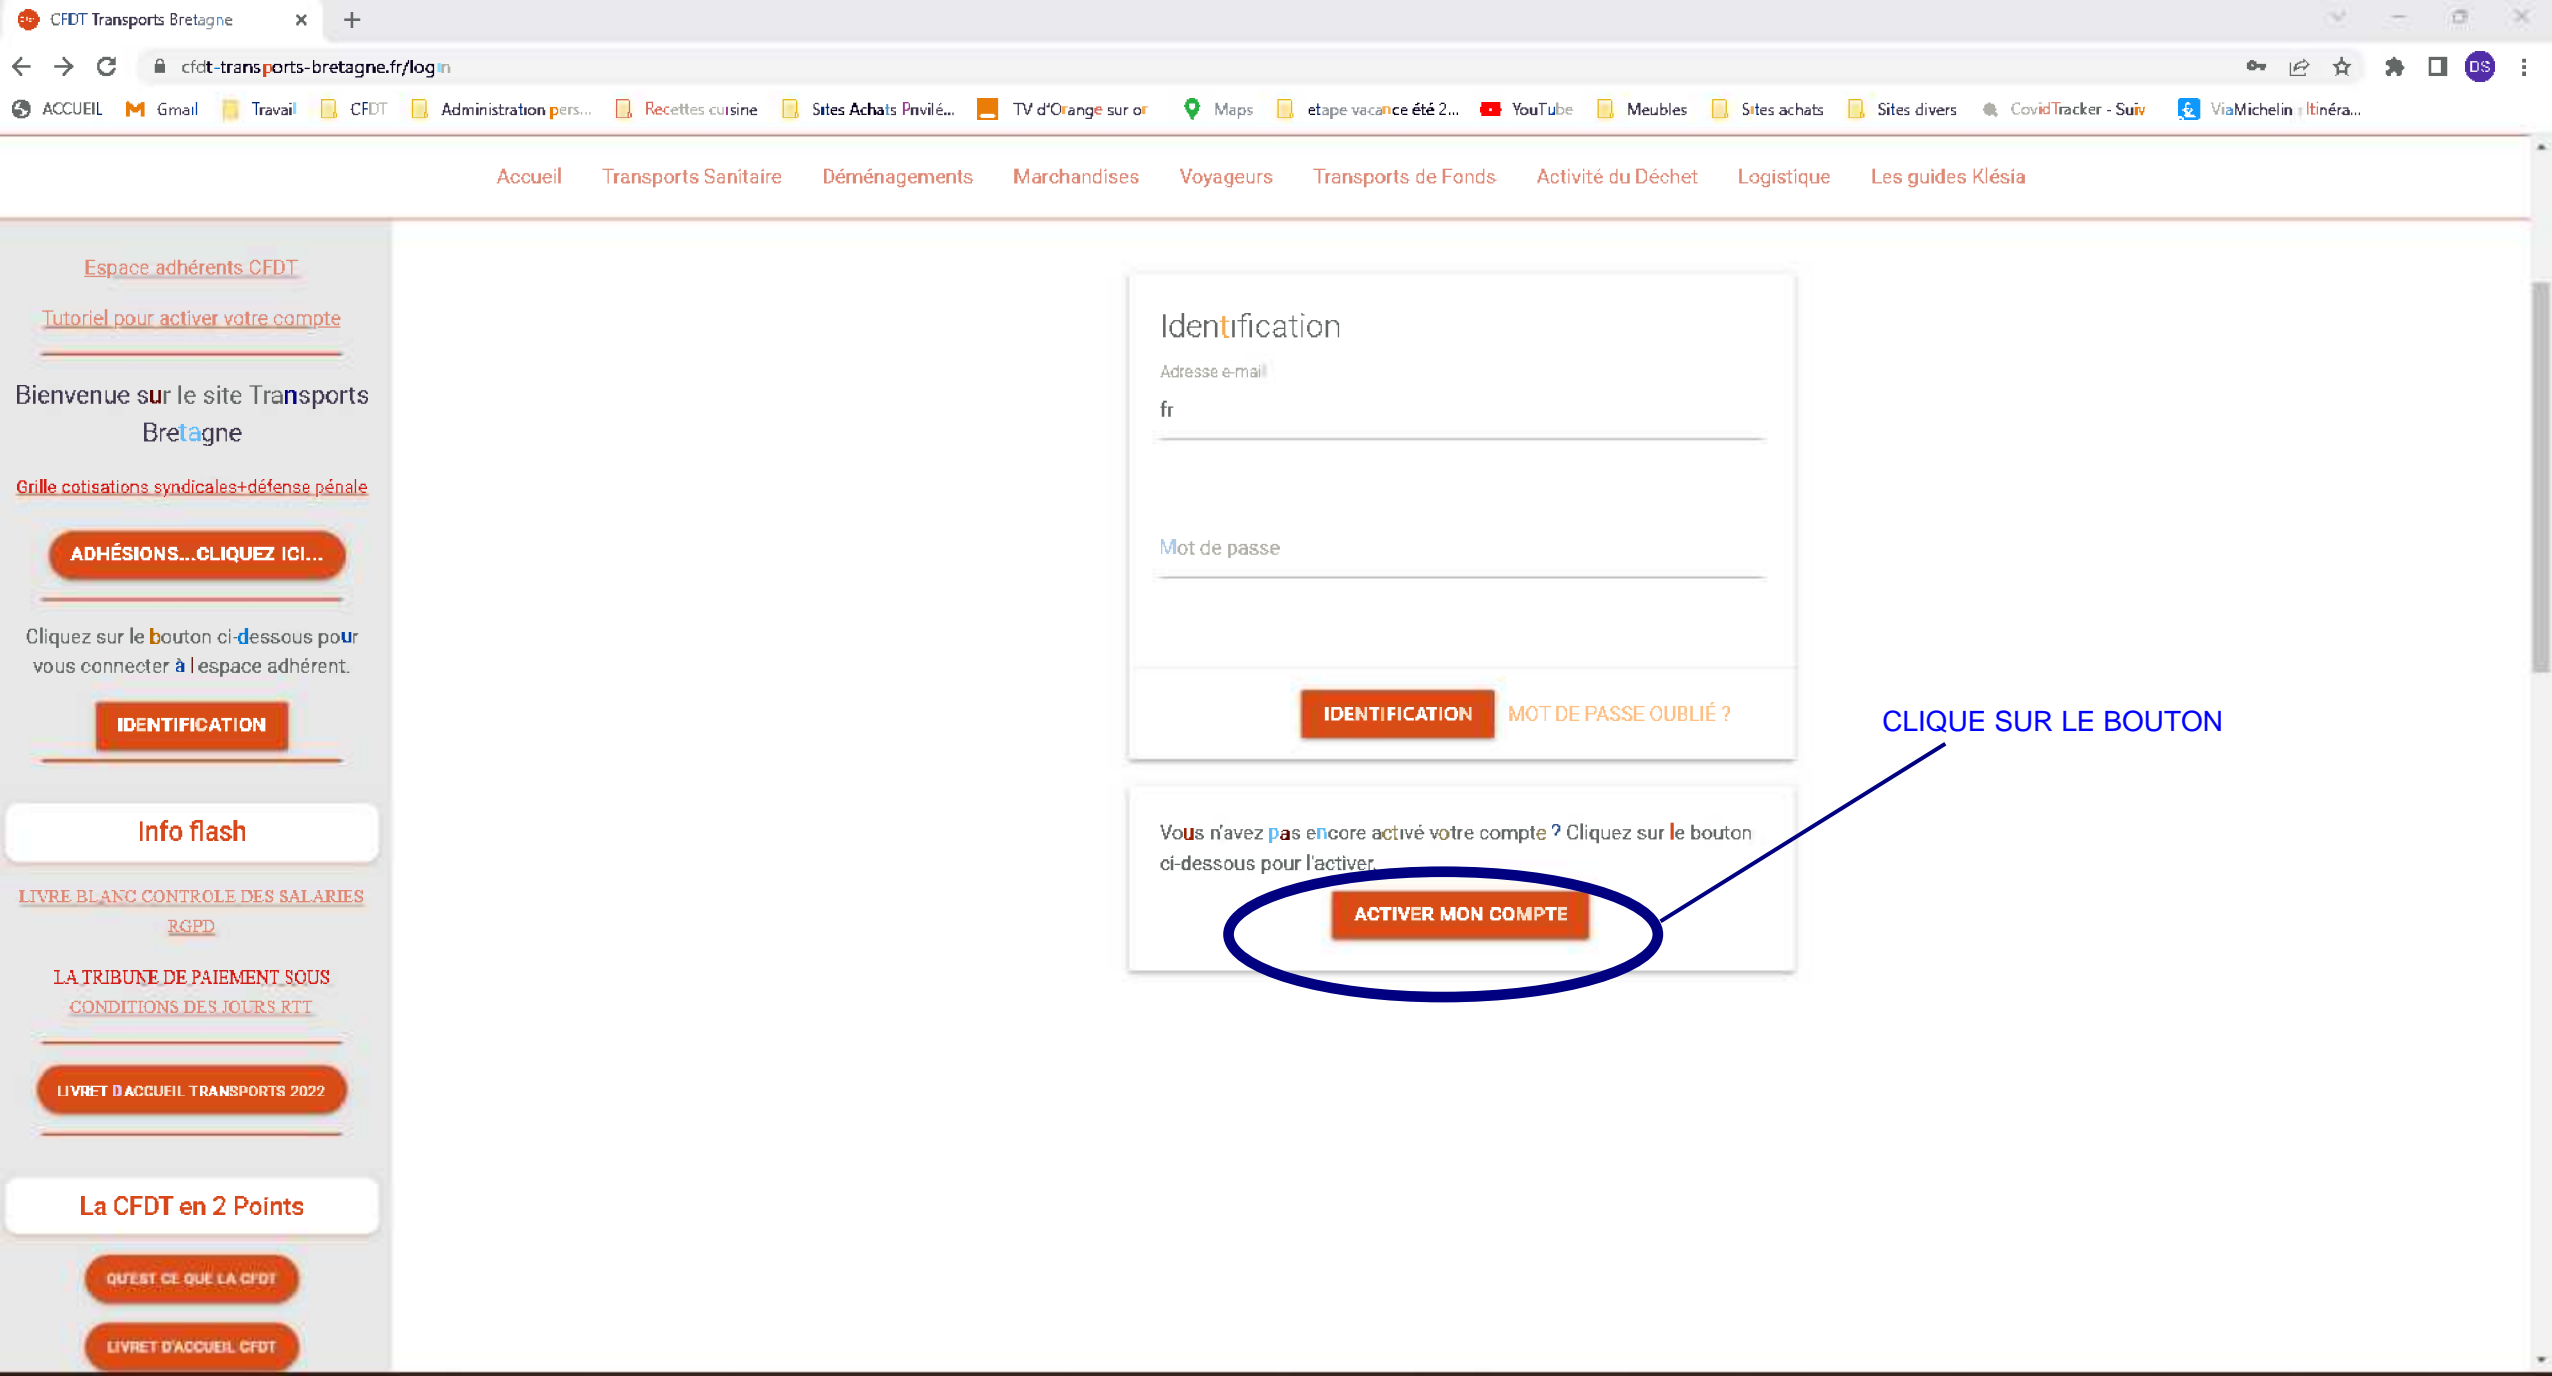 CFDT Transports Bretagne
cfdt-transports-bretagne.fr/login
DS
ACCUEIL Gmail Travail CFDT Administration pers... Recettes cuisine Sites Achats Privilé... TV d'Orange sur or Maps etape vacance été 2... YouTube Meubles Sites achats Sites divers CovidTracker - Suiv ViaMichelin : Itinéra...
Accueil Transports Sanitaire Déménagements Marchandises Voyageurs Transports de Fonds Activité du Déchet Logistique Les guides Klésia
Espace adhérents CFDT
Tutoriel pour activer votre compte
Bienvenue sur le site Transports
Bretagne
Grille cotisations syndicales+défense pénale
ADHÉSIONS...CLIQUEZ ICI...
Cliquez sur le bouton ci-dessous pour
vous connecter à l espace adhérent.
IDENTIFICATION
Info flash
LIVRE BLANC CONTROLE DES SALARIES
RGPD
LA TRIBUNE DE PAIEMENT SOUS
CONDITIONS DES JOURS RTT
LIVRET D ACCUEIL TRANSPORTS 2022
La CFDT en 2 Points
QU'EST CE QUE LA CFDT
LIVRET D'ACCUEIL CFDT
Identification
Adresse e-mail
fr
Mot de passe
IDENTIFICATION MOT DE PASSE OUBLIÉ ?
CLIQUE SUR LE BOUTON
Vous n'avez pas encore activé votre compte ? Cliquez sur le bouton
ci-dessous pour l'activer.
ACTIVER MON COMPTE